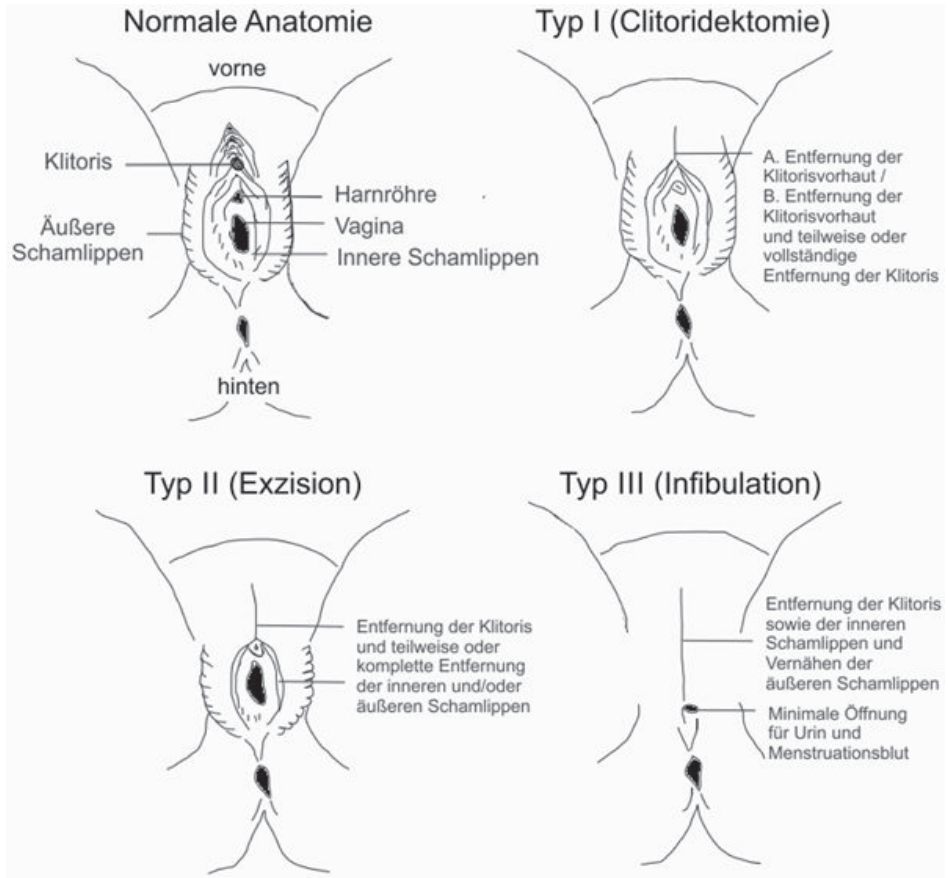 Normale Anatomie
vorne
Klitoris
Harnröhre
Äußere
Schamlippen
Vagina
Innere Schamlippen
hinten
Typ I (Clitoridektomie)
A. Entfernung der
Klitorisvorhaut /
B. Entfernung der
Klitorisvorhaut
und teilweise oder
vollständige
Entfernung der Klitoris
Typ II (Exzision)
Entfernung der Klitoris
und teilweise oder
komplette Entfernung
der inneren und/oder
äußeren Schamlippen
Typ III (Infibulation)
Entfernung der Klitoris
sowie der inneren
Schamlippen und
Vernähen der
äußeren Schamlippen
Minimale Öffnung
für Urin und
Menstruationsblut